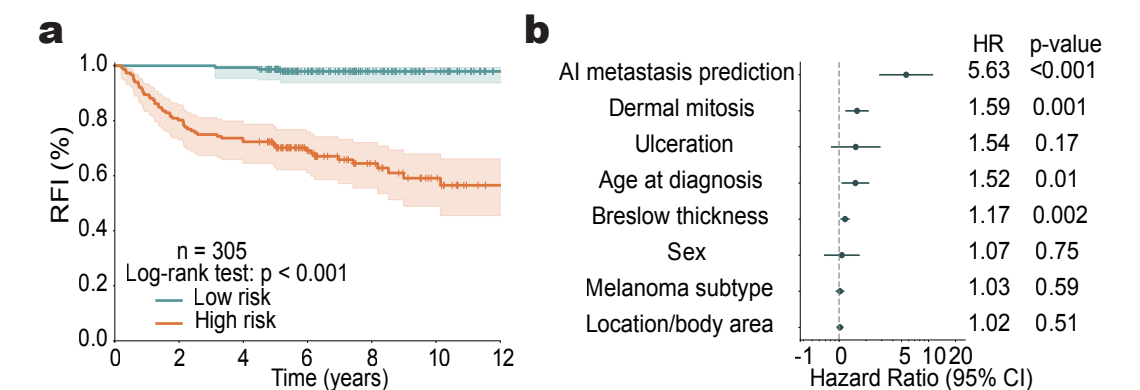 a
1.0
0.8
0.6
0.4
0.2
0.0
RFI (%)
n = 305
Log-rank test: p < 0.001
Low risk
High risk
0 2 4 6 8 10 12
Time (years)
b
HR p-value
AI metastasis prediction 5.63 <0.001
Dermal mitosis 1.59 0.001
Ulceration 1.54 0.17
Age at diagnosis 1.52 0.01
Breslow thickness 1.17 0.002
Sex 1.07 0.75
Melanoma subtype 1.03 0.59
Location/body area 1.02 0.51
-1 0 5 10 20
Hazard Ratio (95% CI)